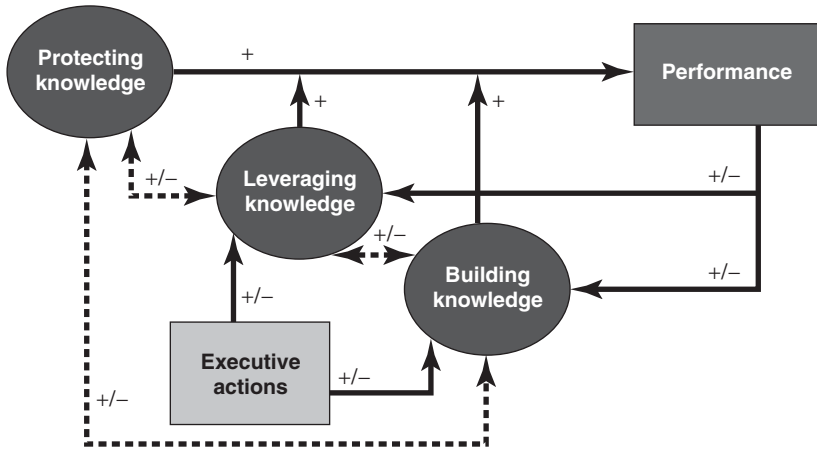 Protecting
knowledge
+
Performance
+
+
+/–
Leveraging
knowledge
+/–
+/–
Building
knowledge
+/–
+/–
Executive
actions
+/–
+/–